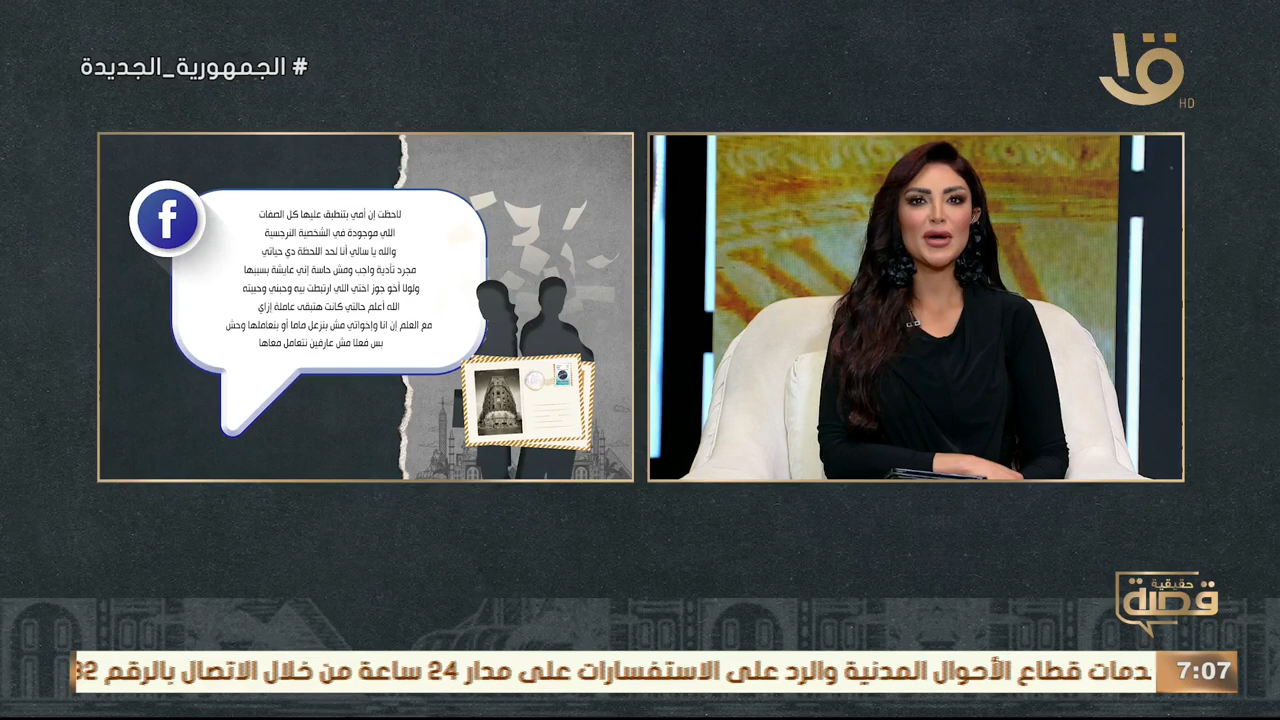 # الجمهورية_الجديدة
HD
f
لاحظت إن أمي بتنطبق عليها كل الصفات
اللي موجودة في الشخصية النرجسية
والله يا سالي أنا لحد اللحظة دي حياتي
مجرد تأدية واجب ومش حاسة إني عايشة بسببها
ولولا أخو جوز اختي اللي ارتبطت بيه وحبني وحبيته
الله أعلم حالتي كانت هتبقى عاملة إزاي
مع العلم إن انا واخواتي مش بنزعل ماما أو بنعاملها وحش
بس فعلا مش عارفين نتعامل معاها
قصة
حقيقية
دمات قطاع الأحوال المدنية والرد على الاستفسارات على مدار 24 ساعة من خلال الاتصال بالرقم
7:07